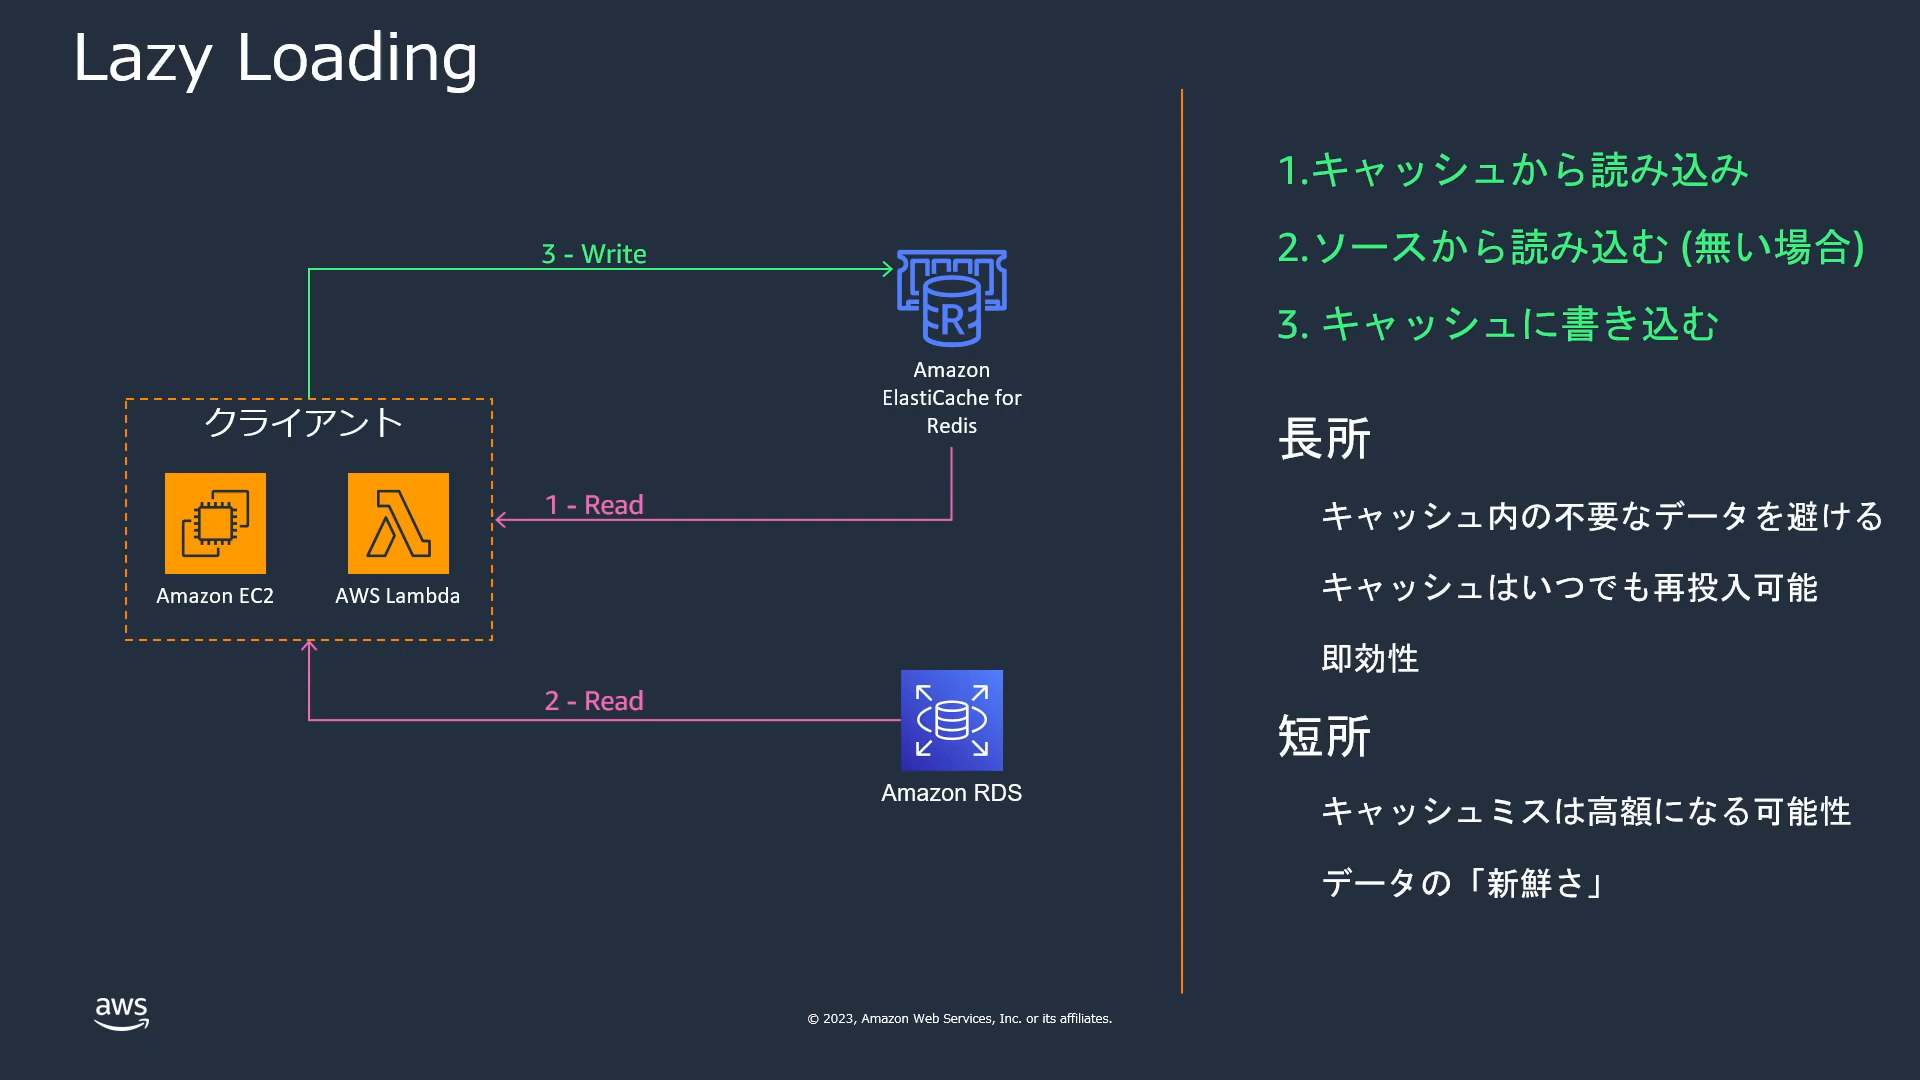 Lazy Loading
3 - Write
Amazon
ElastiCache for
Redis
クライアント
1 - Read
Amazon EC2
AWS Lambda
2 - Read
Amazon RDS
1.キャッシュから読み込み
2.ソースから読み込む (無い場合)
3. キャッシュに書き込む
長所
キャッシュ内の不要なデータを避ける
キャッシュはいつでも再投入可能
即効性
短所
キャッシュミスは高額になる可能性
データの「新鮮さ」
aws
© 2023, Amazon Web Services, Inc. or its affiliates.
R